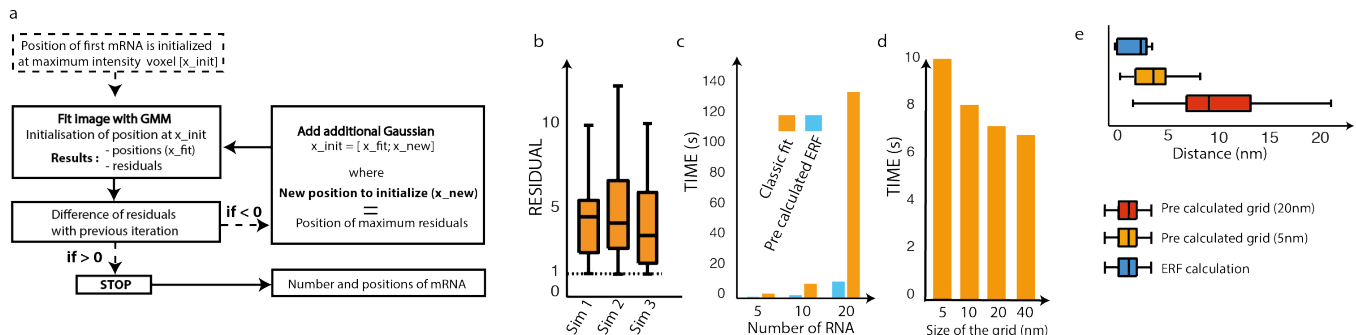 a
Position of first mRNA is initialized
at maximum intensity voxel [x_init]
Fit image with GMM
Initialisation of position at x_init
Results :
- positions (x_fit)
- residuals
Difference of residuals
with previous iteration
if < 0
if > 0
STOP
Add additional Gaussian
x_init = [ x_fit; x_new]
where
New position to initialize (x_new)
=
Position of maximum residuals
Number and positions of mRNA
b
RESIDUAL
10
5
1
0
Sim 1
Sim 2
Sim 3
c
TIME (s)
140
120
100
80
60
40
20
0
Classic fit
Pre calculated ERF
5
10
20
Number of RNA
d
TIME (s)
10
8
6
4
2
0
5
10
20
40
Size of the grid (nm)
e
0
5
10
15
20
Distance (nm)
Pre calculated grid (20nm)
Pre calculated grid (5nm)
ERF calculation